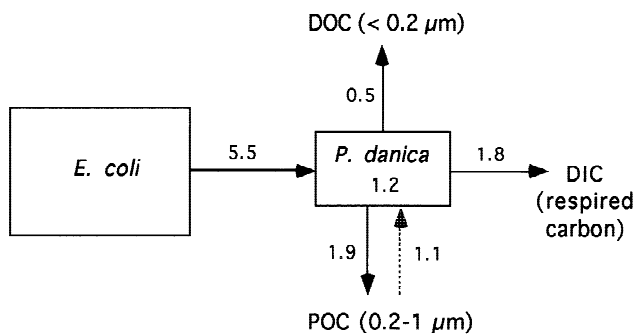 DOC (< 0.2 µm)
0.5
E. coli
5.5
P. danica
1.2
1.8
DIC
(respired
carbon)
1.9
1.1
POC (0.2-1 µm)